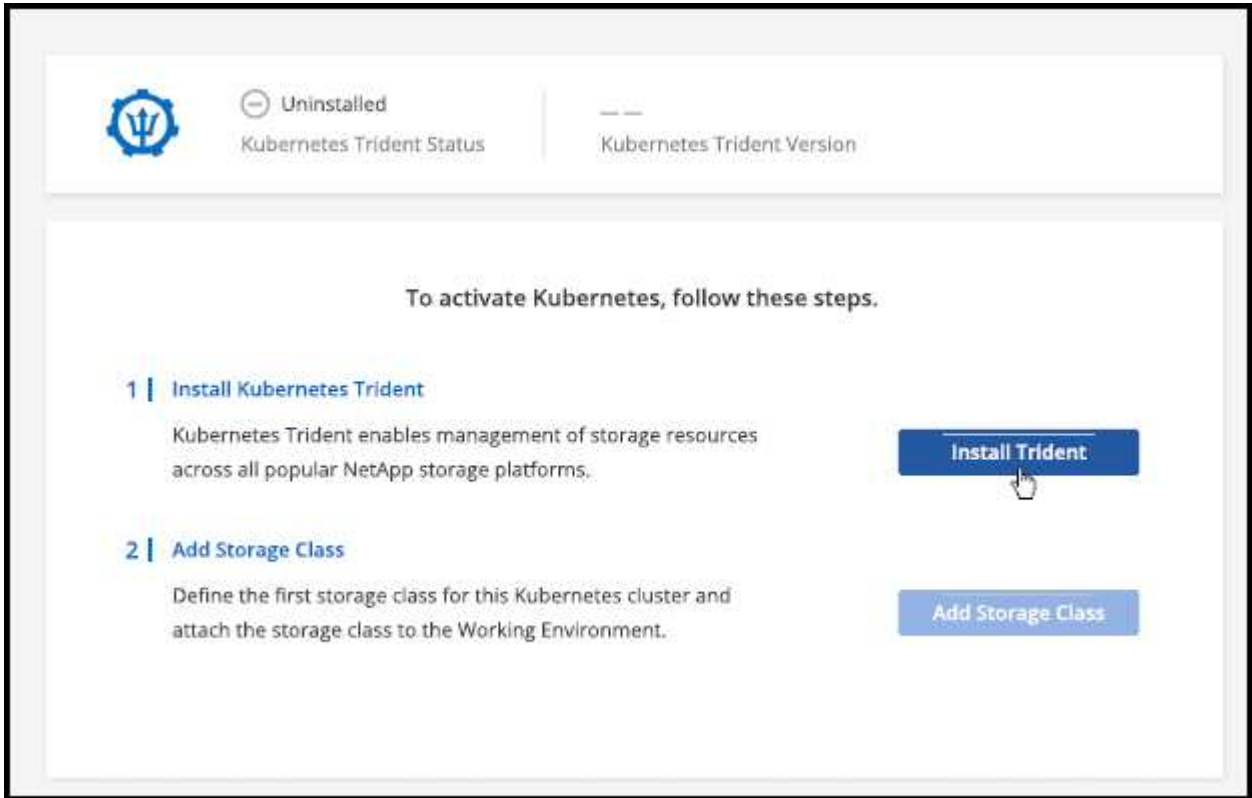 Uninstalled
Kubernetes Trident Status
— —
Kubernetes Trident Version
To activate Kubernetes, follow these steps.
1 | Install Kubernetes Trident
Kubernetes Trident enables management of storage resources
across all popular NetApp storage platforms.
Install Trident
2 | Add Storage Class
Define the first storage class for this Kubernetes cluster and
attach the storage class to the Working Environment.
Add Storage Class